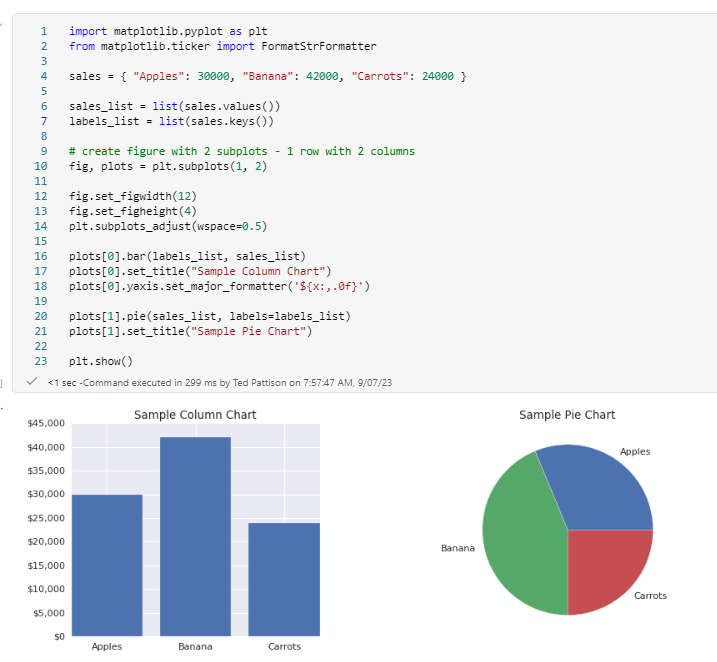 1 import matplotlib.pyplot as plt
2 from matplotlib.ticker import FormatStrFormatter
3
4 sales = { "Apples": 30000, "Banana": 42000, "Carrots": 24000 }
5
6 sales_list = list(sales.values())
7 labels_list = list(sales.keys())
8
9 # create figure with 2 subplots - 1 row with 2 columns
10 fig, plots = plt.subplots(1, 2)
11
12 fig.set_figwidth(12)
13 fig.set_figheight(4)
14 plt.subplots_adjust(wspace=0.5)
15
16 plots[0].bar(labels_list, sales_list)
17 plots[0].set_title("Sample Column Chart")
18 plots[0].yaxis.set_major_formatter('${x:,.0f}')
19
20 plots[1].pie(sales_list, labels=labels_list)
21 plots[1].set_title("Sample Pie Chart")
22
23 plt.show()
<1 sec -Command executed in 299 ms by Ted Pattison on 7:57:47 AM, 9/07/23
Sample Column Chart
$45,000
$40,000
$35,000
$30,000
$25,000
$20,000
$15,000
$10,000
$5,000
$0
Apples Banana Carrots
Sample Pie Chart
Apples
Banana
Carrots